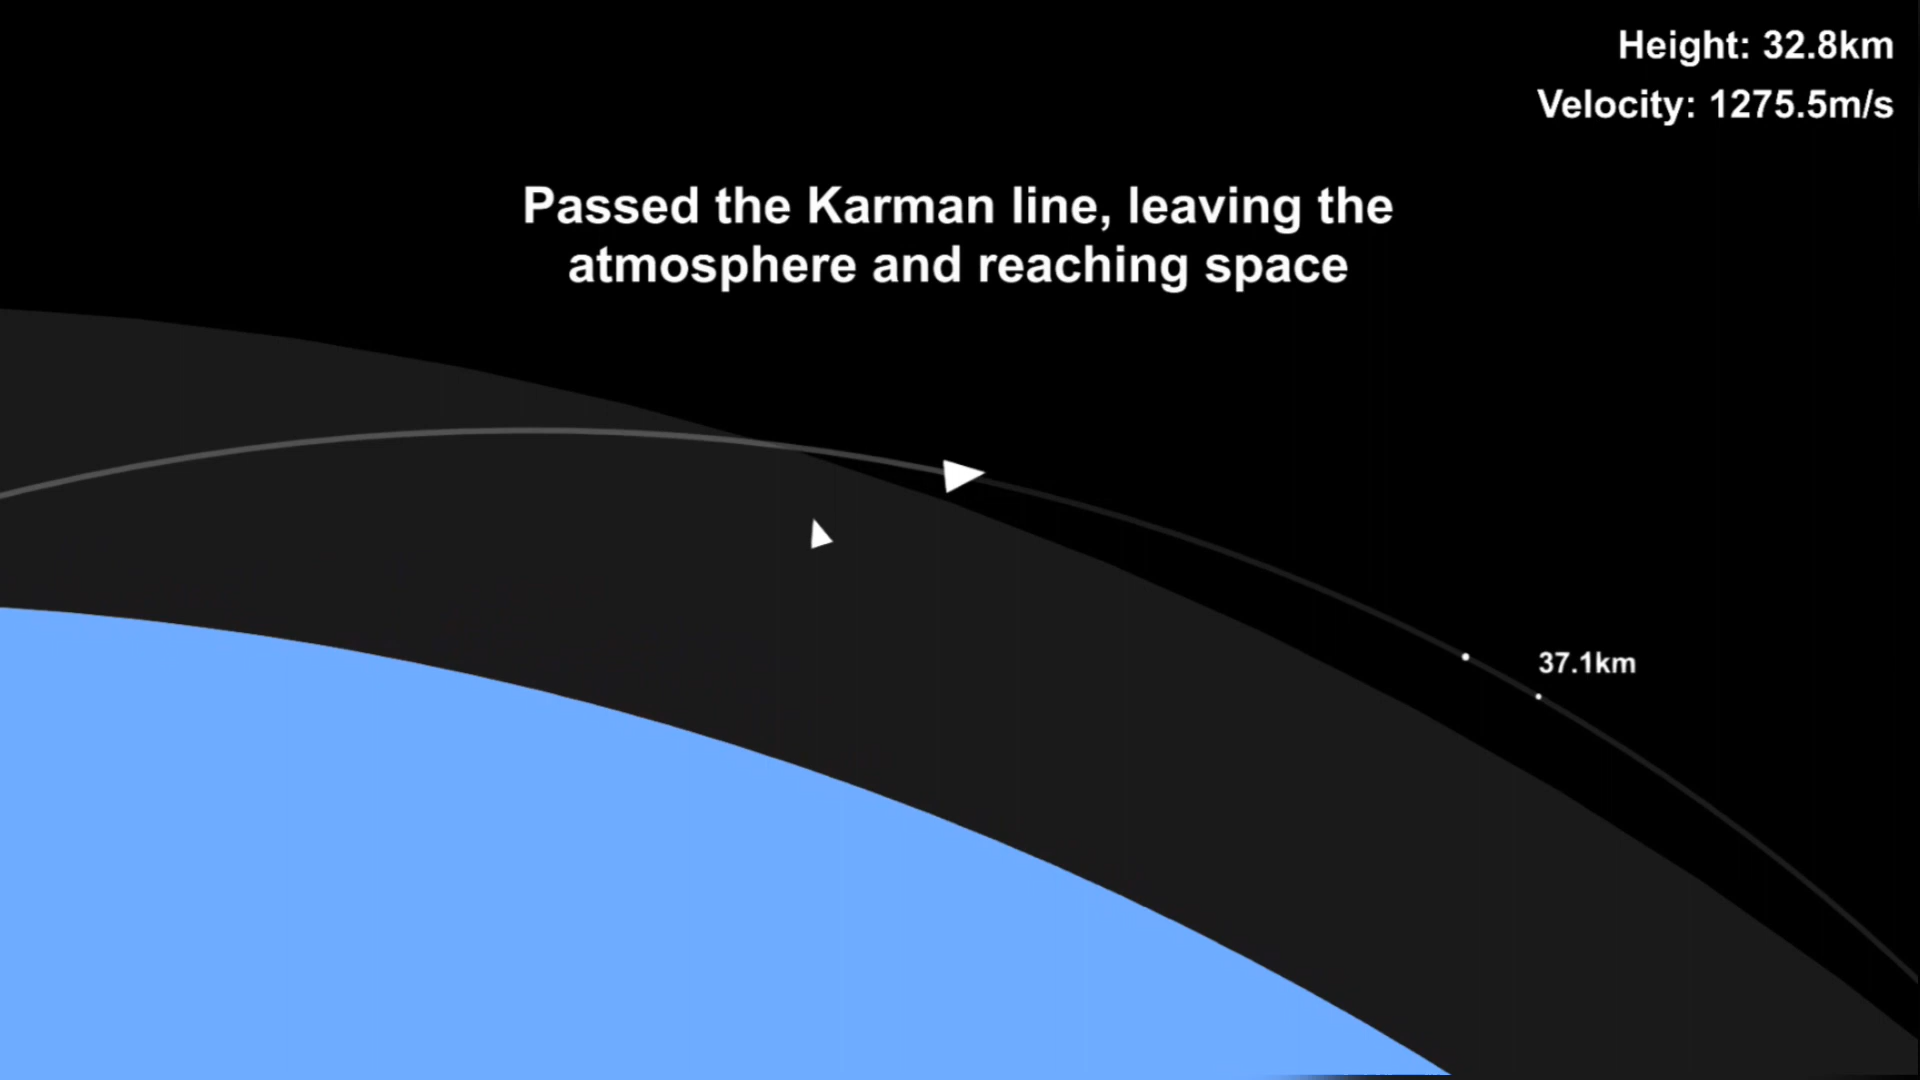 Height: 32.8km
Velocity: 1275.5m/s
Passed the Karman line, leaving the
atmosphere and reaching space
37.1km